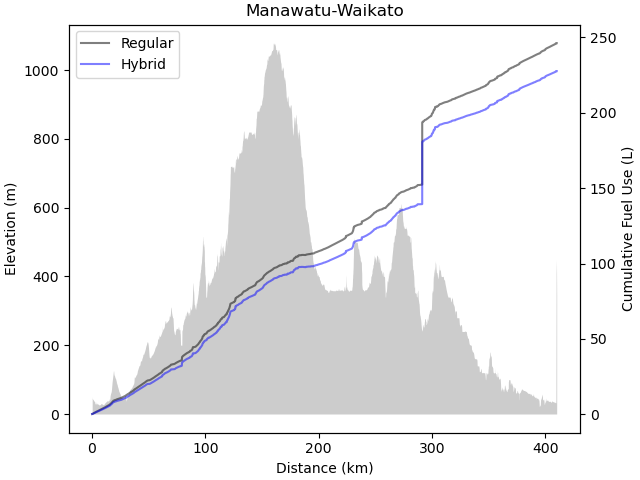 Manawatu-Waikato
Regular
Hybrid
1000
800
600
400
200
0
Elevation (m)
250
200
150
100
50
0
Cumulative Fuel Use (L)
0
100
200
300
400
Distance (km)